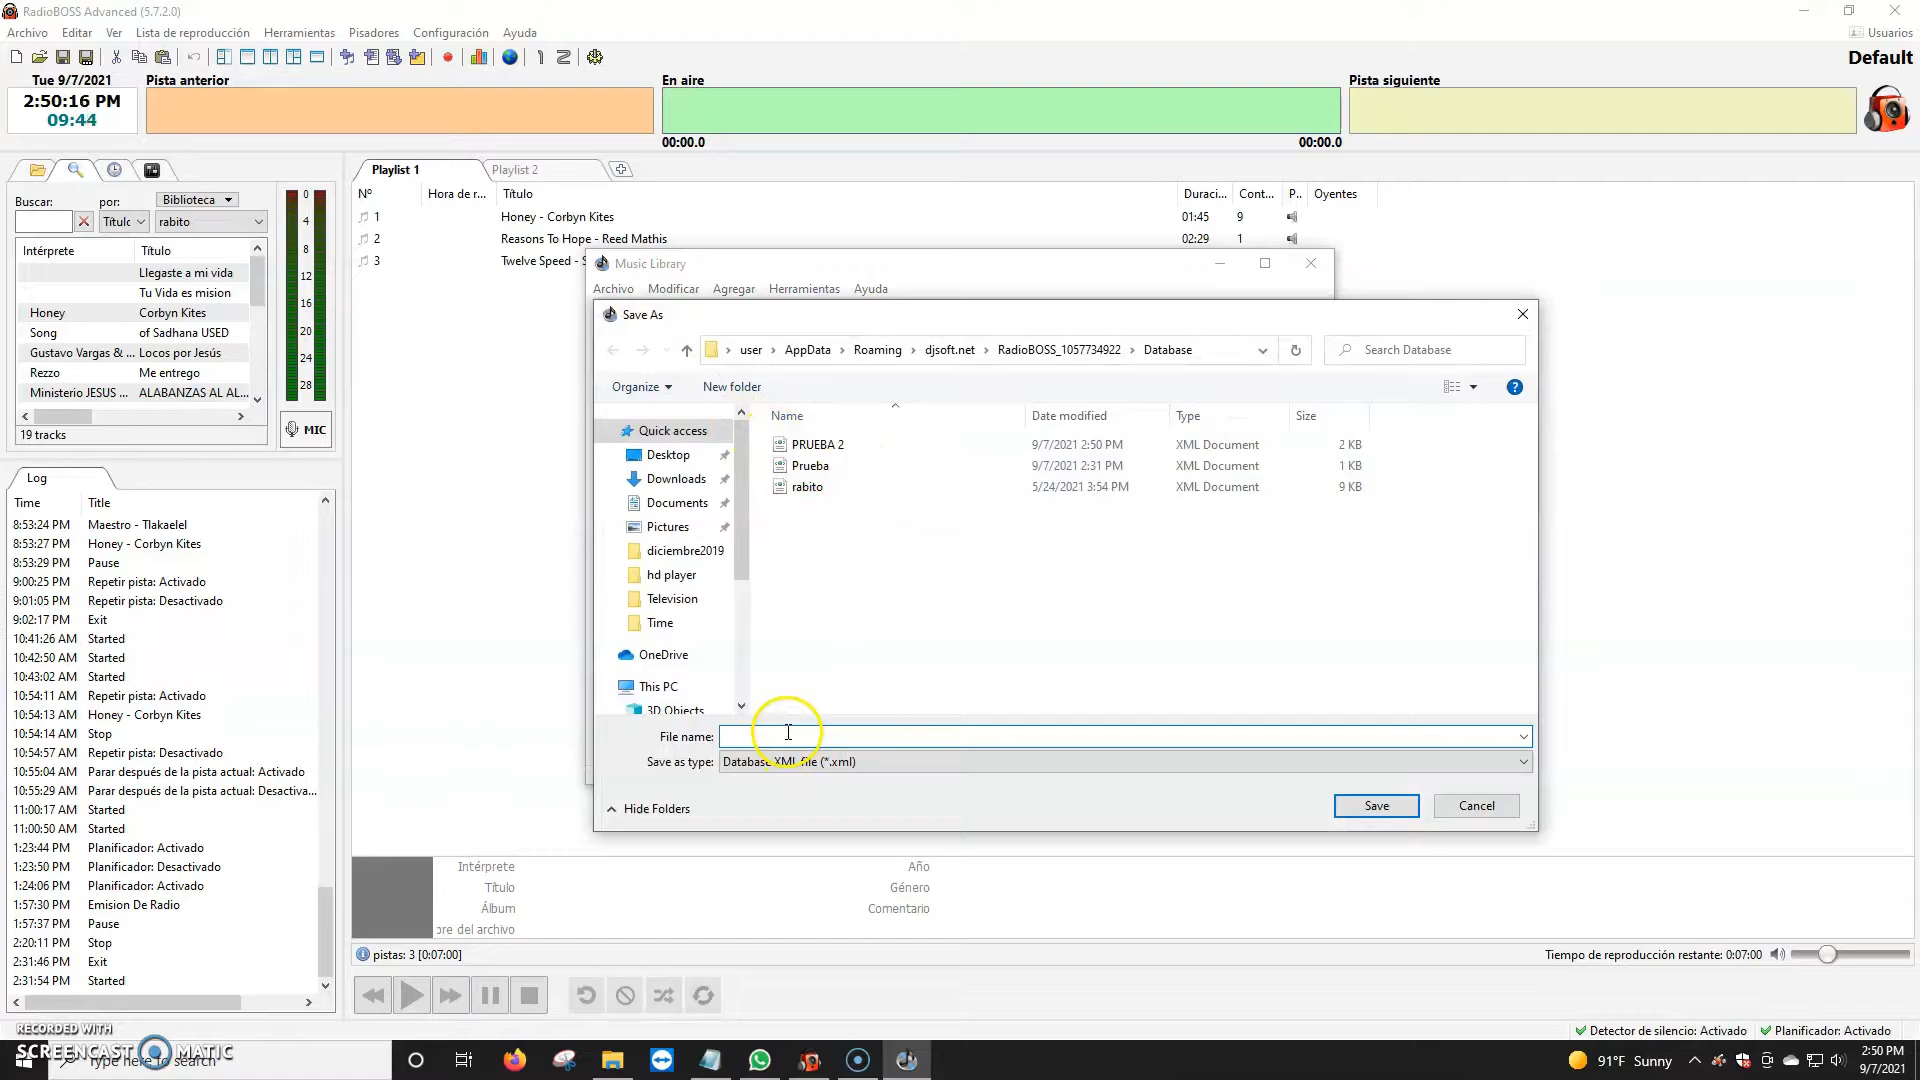 RadioBOSS Advanced (5.7.2.0)
Archivo Editar Ver Lista de reproducción Herramientas Pisadores Configuración Ayuda Usuarios
Default
Tue 9/7/2021 Pista anterior En aire Pista siguiente
2:50:16 PM
09:44
00:00.0 00:00.0
Playlist 1 Playlist 2
Buscar: por: Biblioteca
Título rabito
Intérprete Título
Llegaste a mi vida
Tu Vida es mision
Honey Corbyn Kites
Song of Sadhana USED
Gustavo Vargas & ... Locos por Jesús
Rezzo Me entrego
Ministerio JESUS ... ALABANZAS AL AL...
19 tracks
0
4
8
12
16
20
24
28
MIC
Nº Hora de r... Título Duraci... Cont... P.. Oyentes
1 Honey - Corbyn Kites 01:45 9
2 Reasons To Hope - Reed Mathis 02:29 1
3 Twelve Speed - S
Music Library
Archivo Modificar Agregar Herramientas Ayuda
Save As
user › AppData › Roaming › djsoft.net › RadioBOSS_1057734922 › Database
Search Database
Organize New folder
Name Date modified Type Size
PRUEBA 2 9/7/2021 2:50 PM XML Document 2 KB
Prueba 9/7/2021 2:31 PM XML Document 1 KB
rabito 5/24/2021 3:54 PM XML Document 9 KB
Quick access
Desktop
Downloads
Documents
Pictures
diciembre2019
hd player
Television
Time
OneDrive
This PC
3D Objects
File name:
Save as type: Database XML file (*.xml)
Hide Folders Save Cancel
Log
Time Title
8:53:24 PM Maestro - Tlakaelel
8:53:27 PM Honey - Corbyn Kites
8:53:29 PM Pause
9:00:25 PM Repetir pista: Activado
9:01:05 PM Repetir pista: Desactivado
9:02:17 PM Exit
10:41:26 AM Started
10:42:50 AM Started
10:43:02 AM Started
10:54:11 AM Repetir pista: Activado
10:54:13 AM Honey - Corbyn Kites
10:54:14 AM Stop
10:54:57 AM Repetir pista: Desactivado
10:55:04 AM Parar después de la pista actual: Activado
10:55:29 AM Parar después de la pista actual: Desactiva...
11:00:17 AM Started
11:00:50 AM Started
1:23:44 PM Planificador: Activado
1:23:50 PM Planificador: Desactivado
1:24:06 PM Planificador: Activado
1:57:30 PM Emision De Radio
1:57:37 PM Pause
2:20:11 PM Stop
2:31:46 PM Exit
2:31:54 PM Started
Intérprete Año
Título Género
Álbum Comentario
ɔre del archivo
pistas: 3 [0:07:00] Tiempo de reproducción restante: 0:07:00
Detector de silencio: Activado Planificador: Activado
RECORDED WITH
SCREENCAST MATIC
Type here to search
91°F Sunny
2:50 PM
9/7/2021